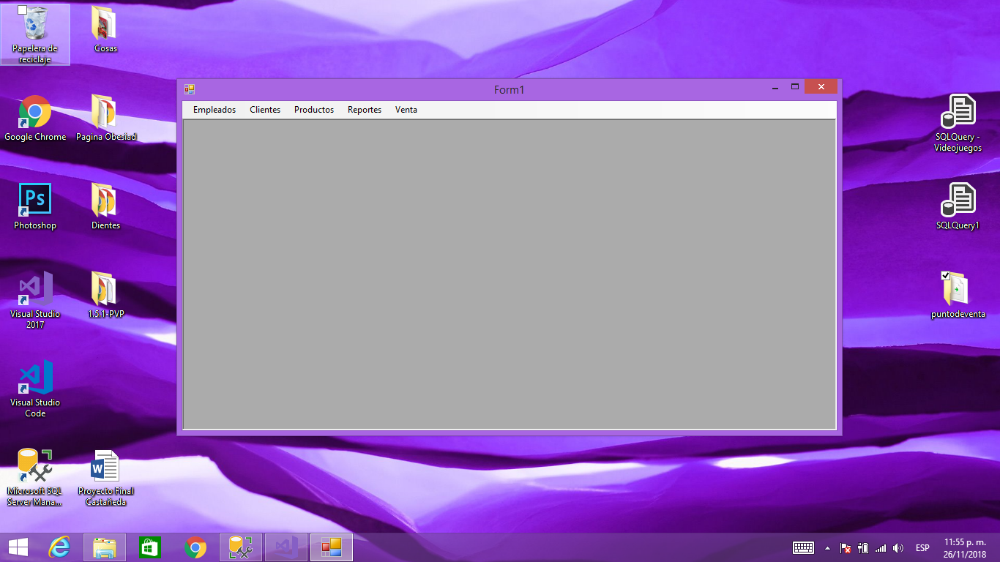 Papelera de
reciclaje
Cosas
Google Chrome
Pagina Obesiad
Ps
Photoshop
Dientes
Visual Studio
2017
1.5.1-PVP
Visual Studio
Code
Microsoft SQL
Server Mana...
W
Proyecto Final
Castañeda
Form1
Empleados
Clientes
Productos
Reportes
Venta
SQLQuery -
Videojuegos
SQLQuery1
puntodeventa
ESP
11:55 p. m.
26/11/2018